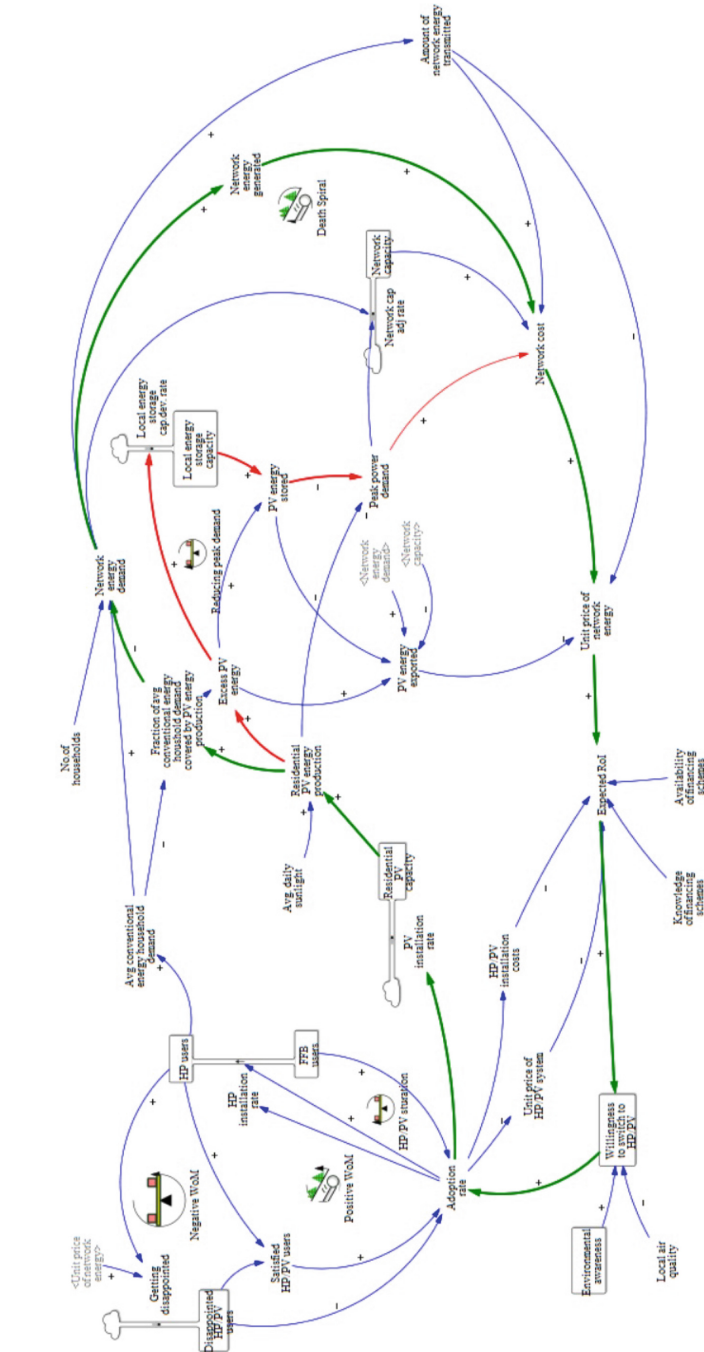 Disappointed
HP/PV
users
Getting
disappointed
<Unit price
of network
energy>
Negative WoM
Satisfied
HP/PV users
HP users
Avg conventional
energy household
demand
No.of
households
Network
energy
demand
HP
installation
rate
Positive WoM
FFB
users
HP/PV sturation
Fraction of avg
conventional energy
houshold demand
covered by PV energy
production
Local energy
storage
cap.dev. rate
Local energy
storage
capacity
Reducing peak demand
Excess PV
energy
Network
energy
generated
Death Spiral
Avg. daily
sunlight
Residential
PV energy
production
PV energy
stored
Residential
PV
capacity
PV
installation
rate
<Network
energy
demand>
<Network
capacity>
Peak power
demand
Network
capacity
Network cap
adj rate
PV energy
exported
Amount of
network energy
transmitted
Adoption
rate
HP/PV
installation
costs
Unit price of
HP/PV system
Network cost
Unit price of
network
energy
Environmental
awareness
Willingness
to switch to
HP/PV
Expected RoI
Local air
quality
Knowledge
of financing
schemes
Availability
of financing
schemes